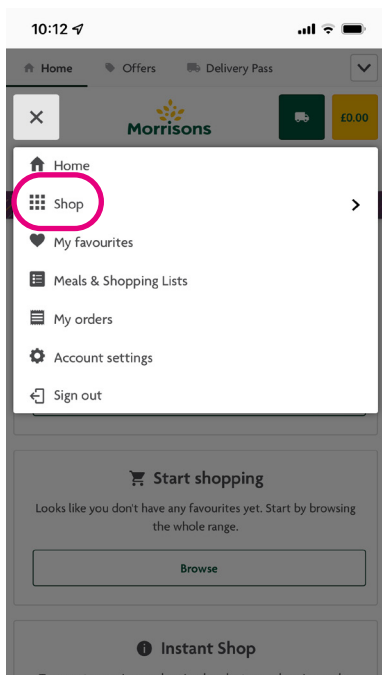 10:12
Home Offers Delivery Pass
Morrisons
£0.00
Home
Shop
My favourites
Meals & Shopping Lists
My orders
Account settings
Sign out
Start shopping
Looks like you don't have any favourites yet. Start by browsing
the whole range.
Browse
Instant Shop